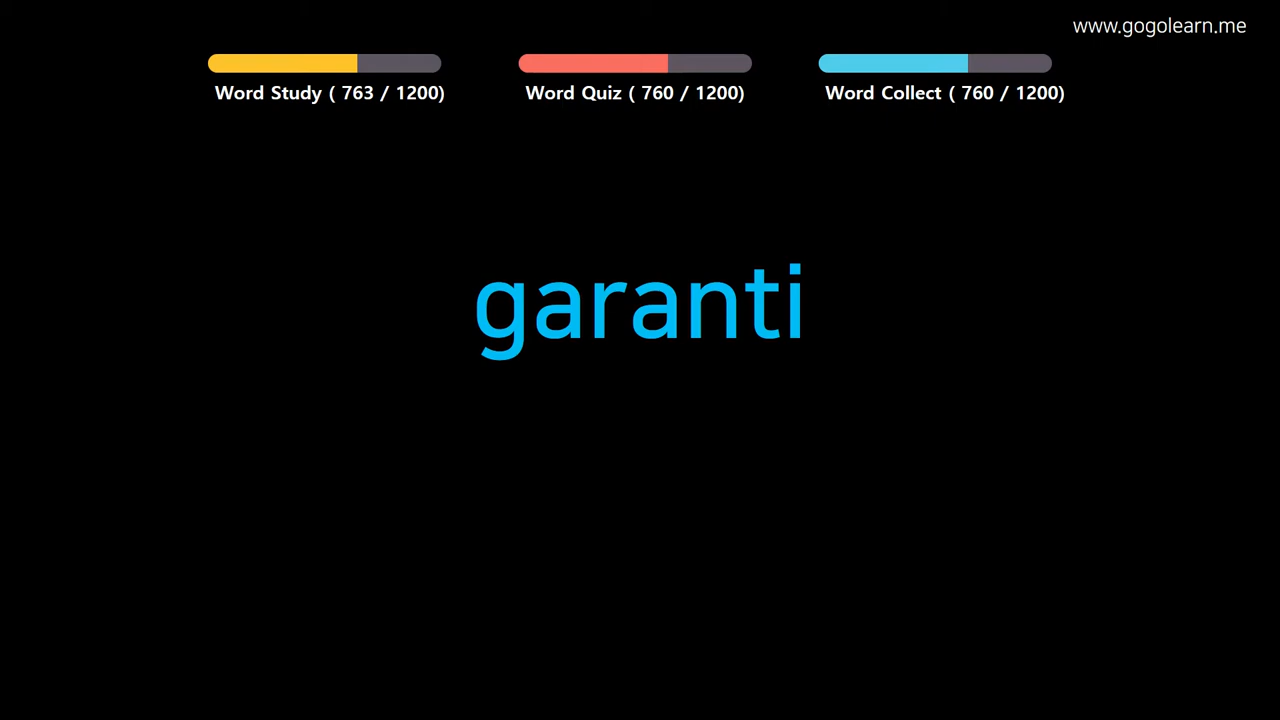 www.gogolearn.me
Word Study ( 763 / 1200)
Word Quiz ( 760 / 1200)
Word Collect ( 760 / 1200)
garanti